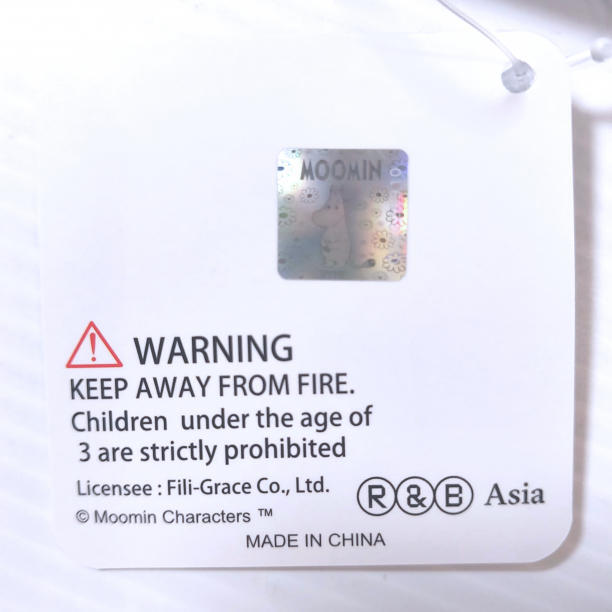 MOOMIN
WARNING
KEEP AWAY FROM FIRE.
Children under the age of
3 are strictly prohibited
Licensee : Fili-Grace Co., Ltd.
© Moomin Characters ™
R&B Asia
MADE IN CHINA